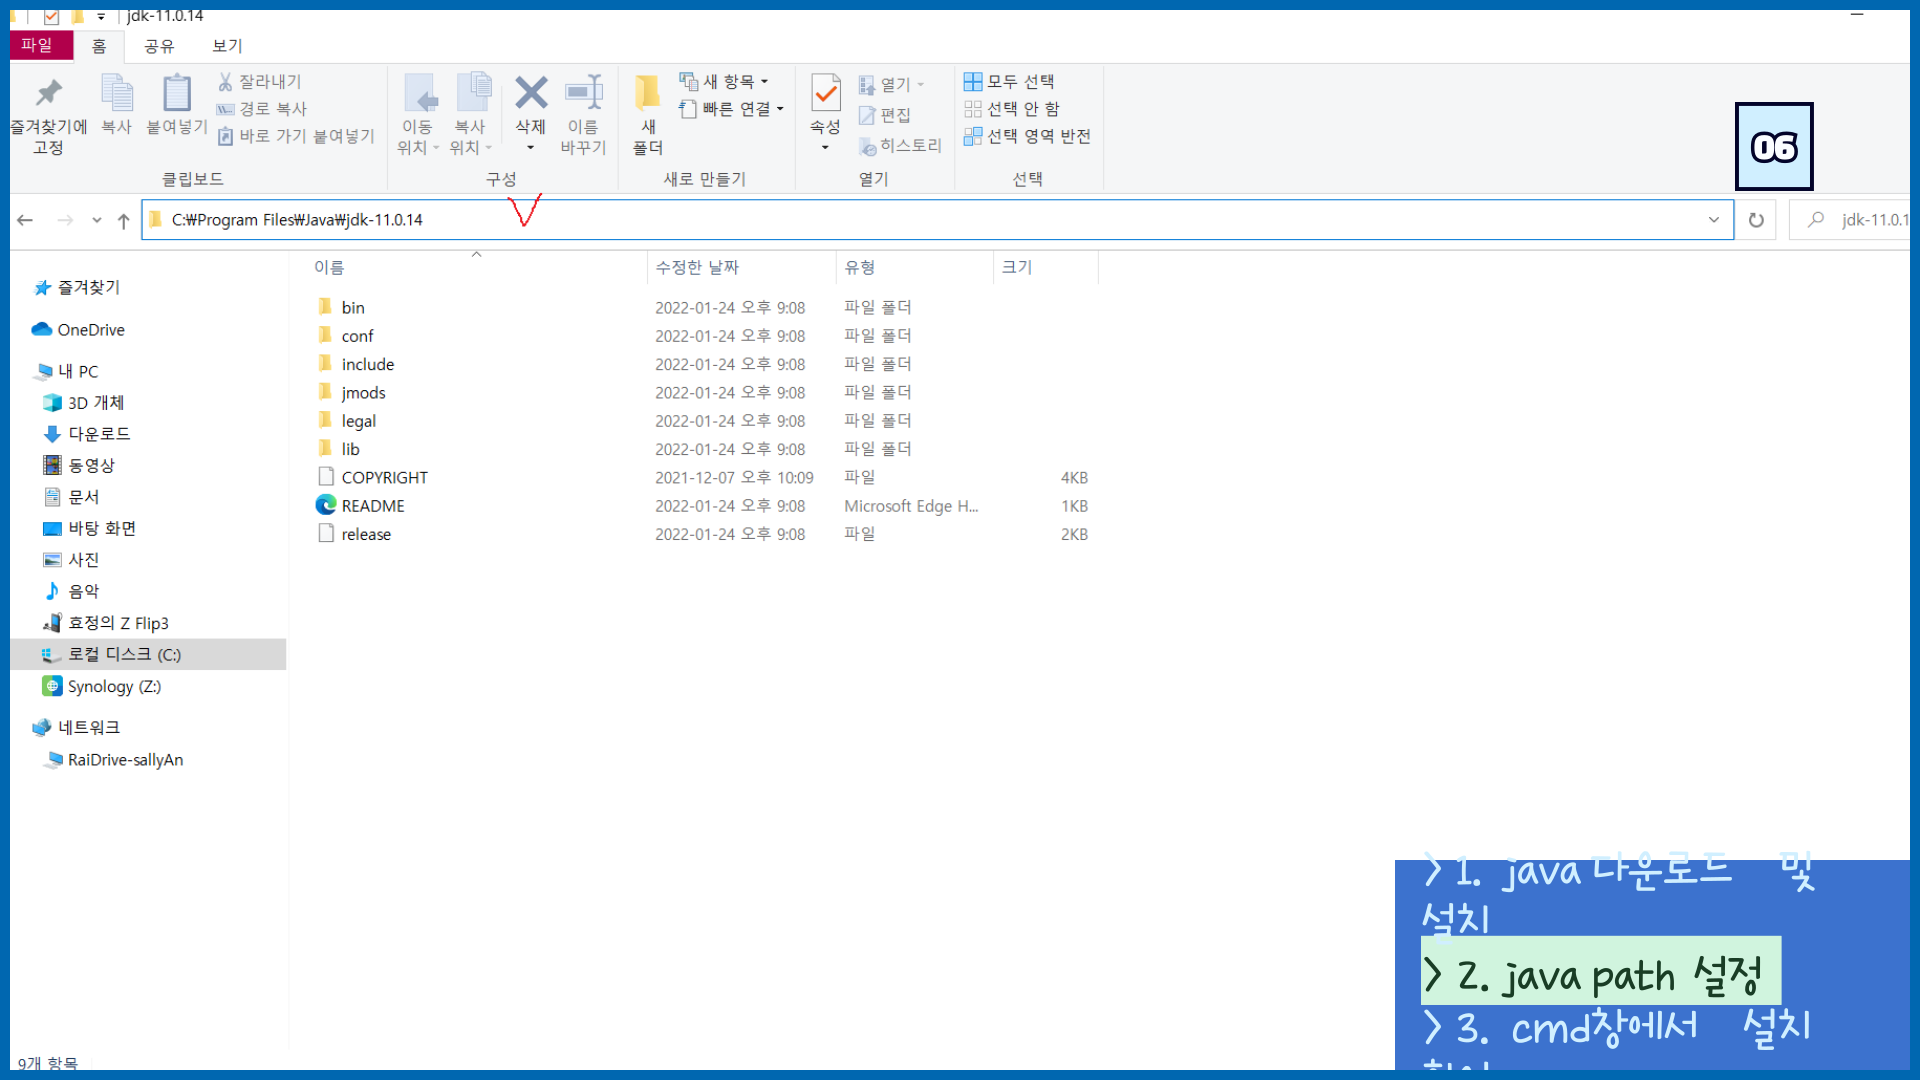 jdk-11.0.14
파일 홈 공유 보기
즐겨찾기에 고정
복사
붙여넣기
잘라내기
경로 복사
바로 가기 붙여넣기
클립보드
이동 위치
복사 위치
삭제
이름 바꾸기
구성
새 폴더
새 항목
빠른 연결
새로 만들기
속성
열기
편집
히스토리
열기
모두 선택
선택 안 함
선택 영역 반전
선택
06
C:₩Program Files₩Java₩jdk-11.0.14
jdk-11.0.1
이름 수정한 날짜 유형 크기
bin 2022-01-24 오후 9:08 파일 폴더
conf 2022-01-24 오후 9:08 파일 폴더
include 2022-01-24 오후 9:08 파일 폴더
jmods 2022-01-24 오후 9:08 파일 폴더
legal 2022-01-24 오후 9:08 파일 폴더
lib 2022-01-24 오후 9:08 파일 폴더
COPYRIGHT 2021-12-07 오후 10:09 파일 4KB
README 2022-01-24 오후 9:08 Microsoft Edge H... 1KB
release 2022-01-24 오후 9:08 파일 2KB
즐겨찾기
OneDrive
내 PC
3D 개체
다운로드
동영상
문서
바탕 화면
사진
음악
효정의 Z Flip3
로컬 디스크 (C:)
Synology (Z:)
네트워크
RaiDrive-sallyAn
9개 항목
> 1. java 다운로드 및
설치
> 2. java path 설정
> 3. cmd창에서 설치